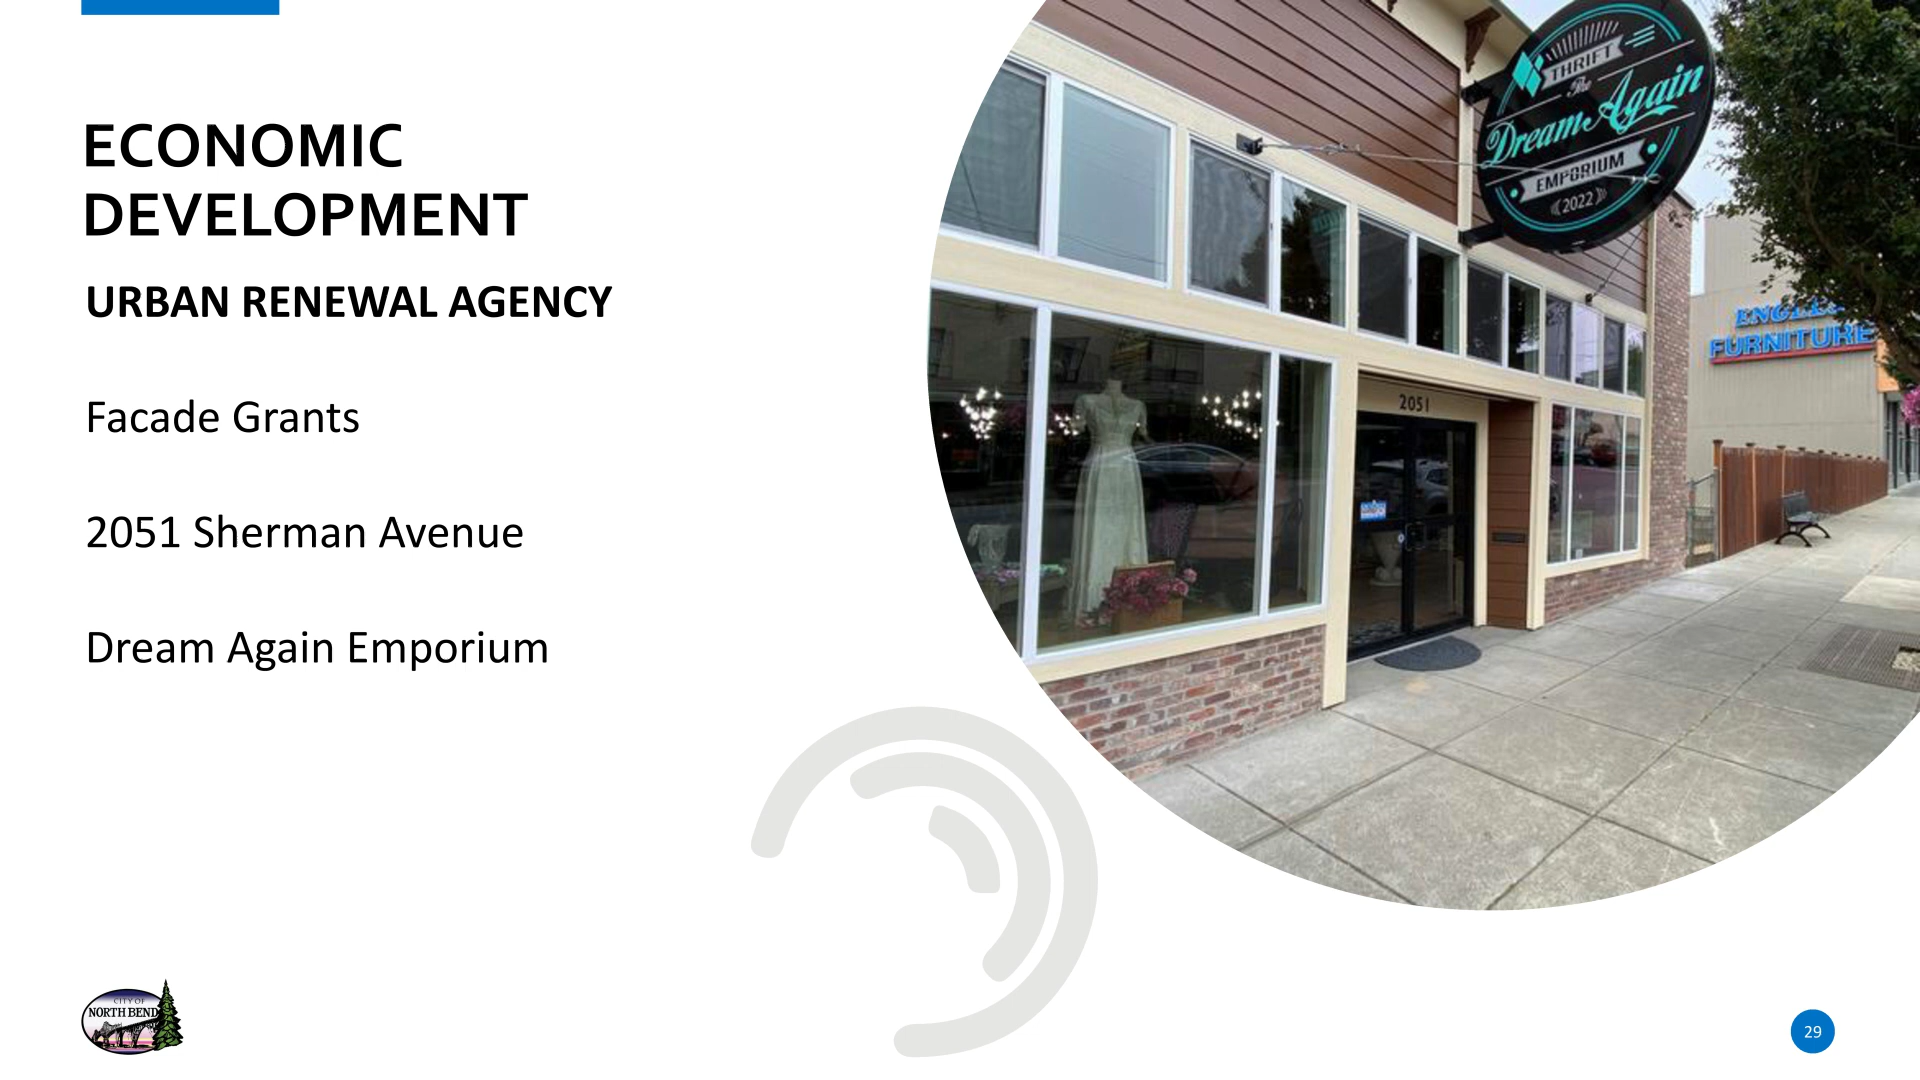 ECONOMIC
DEVELOPMENT
URBAN RENEWAL AGENCY
Facade Grants
2051 Sherman Avenue
Dream Again Emporium
THRIFT
The
Dream Again
EMPORIUM
2022
FURNITURE
2051
CITY OF
NORTH BEND
29